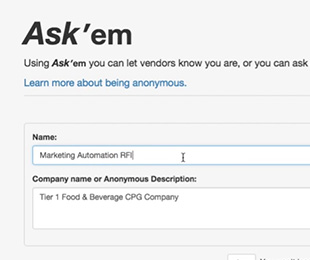 Ask'em
Using Ask'em you can let vendors know you are, or you can ask
Learn more about being anonymous.
Name:
Marketing Automation RFI
Company name or Anonymous Description:
Tier 1 Food & Beverage CPG Company